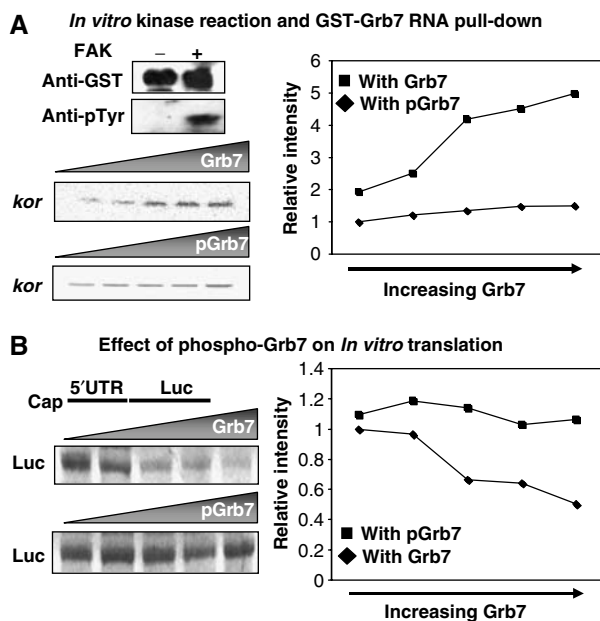 A
In vitro kinase reaction and GST-Grb7 RNA pull-down
FAK – +
Anti-GST
Anti-pTyr
Grb7
kor
pGrb7
kor
Relative intensity
6
5
4
3
2
1
0
With Grb7
With pGrb7
Increasing Grb7
B
Effect of phospho-Grb7 on In vitro translation
Cap 5′UTR Luc
Grb7
Luc
pGrb7
Luc
Relative intensity
1.4
1.2
1
0.8
0.6
0.4
0.2
0
With pGrb7
With Grb7
Increasing Grb7